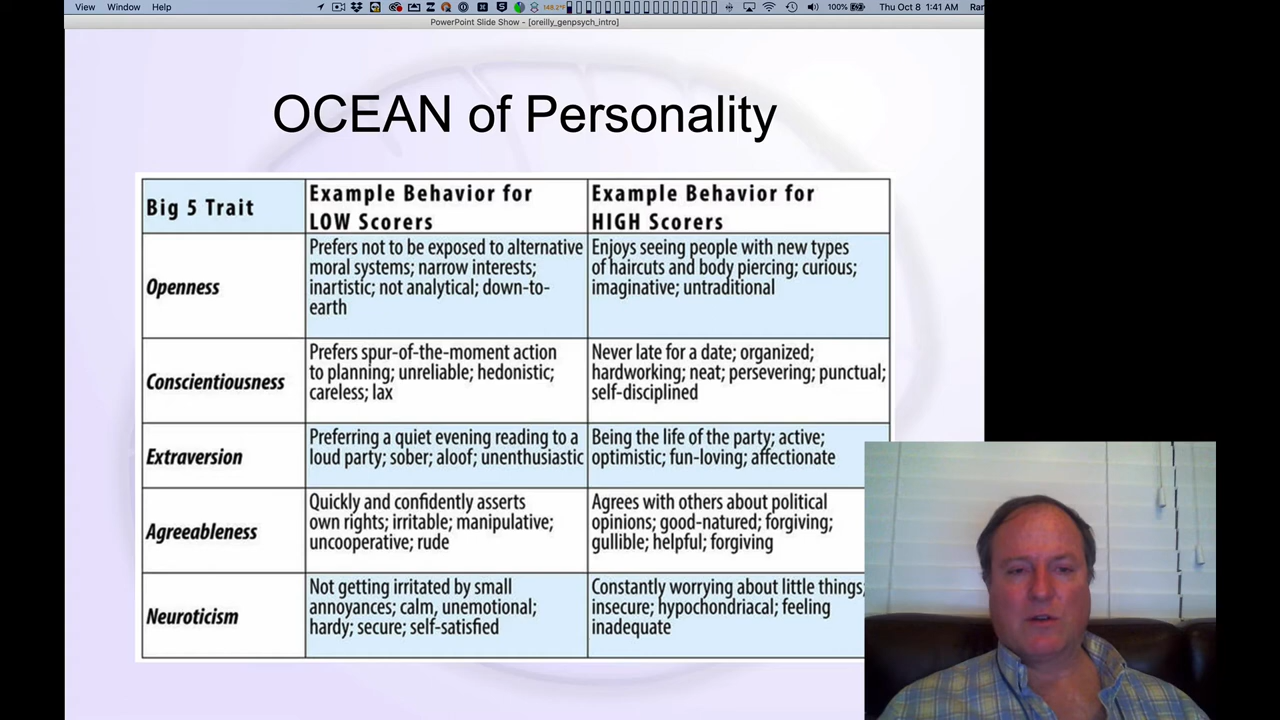 View Window Help 148.2°F 100% Thu Oct 8 1:41 AM Ran
PowerPoint Slide Show - [oreilly_genpsych_intro]
OCEAN of Personality
Big 5 Trait
Example Behavior for
LOW Scorers
Example Behavior for
HIGH Scorers
Openness
Prefers not to be exposed to alternative
moral systems; narrow interests;
inartistic; not analytical; down-to-
earth
Enjoys seeing people with new types
of haircuts and body piercing; curious;
imaginative; untraditional
Conscientiousness
Prefers spur-of-the-moment action
to planning; unreliable; hedonistic;
careless; lax
Never late for a date; organized;
hardworking; neat; persevering; punctual;
self-disciplined
Extraversion
Preferring a quiet evening reading to a
loud party; sober; aloof; unenthusiastic
Being the life of the party; active;
optimistic; fun-loving; affectionate
Agreeableness
Quickly and confidently asserts
own rights; irritable; manipulative;
uncooperative; rude
Agrees with others about political
opinions; good-natured; forgiving;
gullible; helpful; forgiving
Neuroticism
Not getting irritated by small
annoyances; calm, unemotional;
hardy; secure; self-satisfied
Constantly worrying about little things;
insecure; hypochondriacal; feeling
inadequate